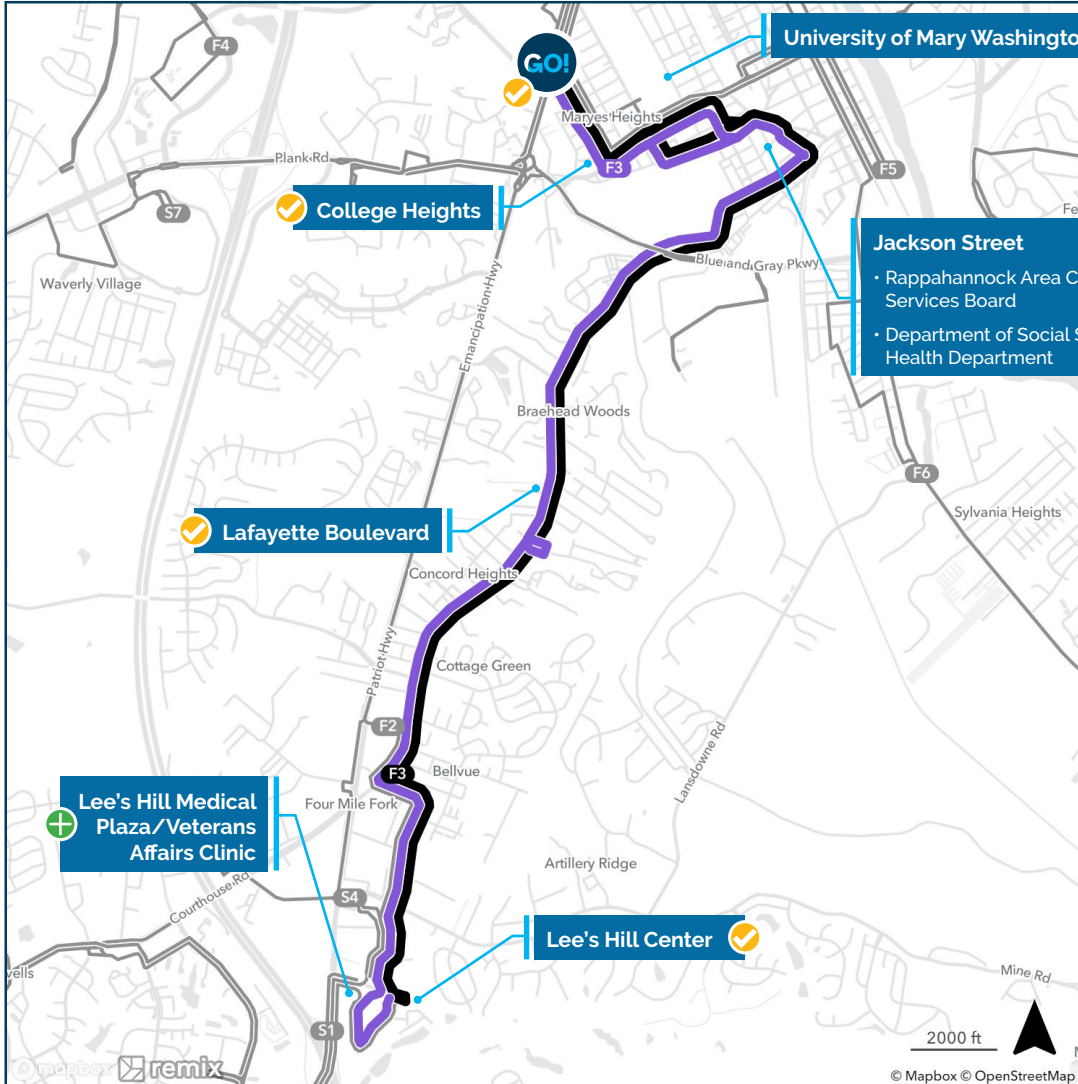 F4
GO!
University of Mary Washingto
Maryes Heights
Plank Rd
F3
F5
S7
College Heights
Fe
Jackson Street
• Rappahannock Area C
Services Board
• Department of Social S
Health Department
Blue and Gray Pkwy
Waverly Village
Emancipation Hwy
Braehead Woods
F6
Sylvania Heights
Lafayette Boulevard
Concord Heights
Patriot Hwy
Cottage Green
F2
F3
Bellvue
Lansdowne Rd
Lee's Hill Medical
Plaza/Veterans
Affairs Clinic
Four Mile Fork
Artillery Ridge
Courthouse Rd
S4
Lee's Hill Center
vells
Mine Rd
S1
2000 ft
mapbox remix
© Mapbox © OpenStreetMap